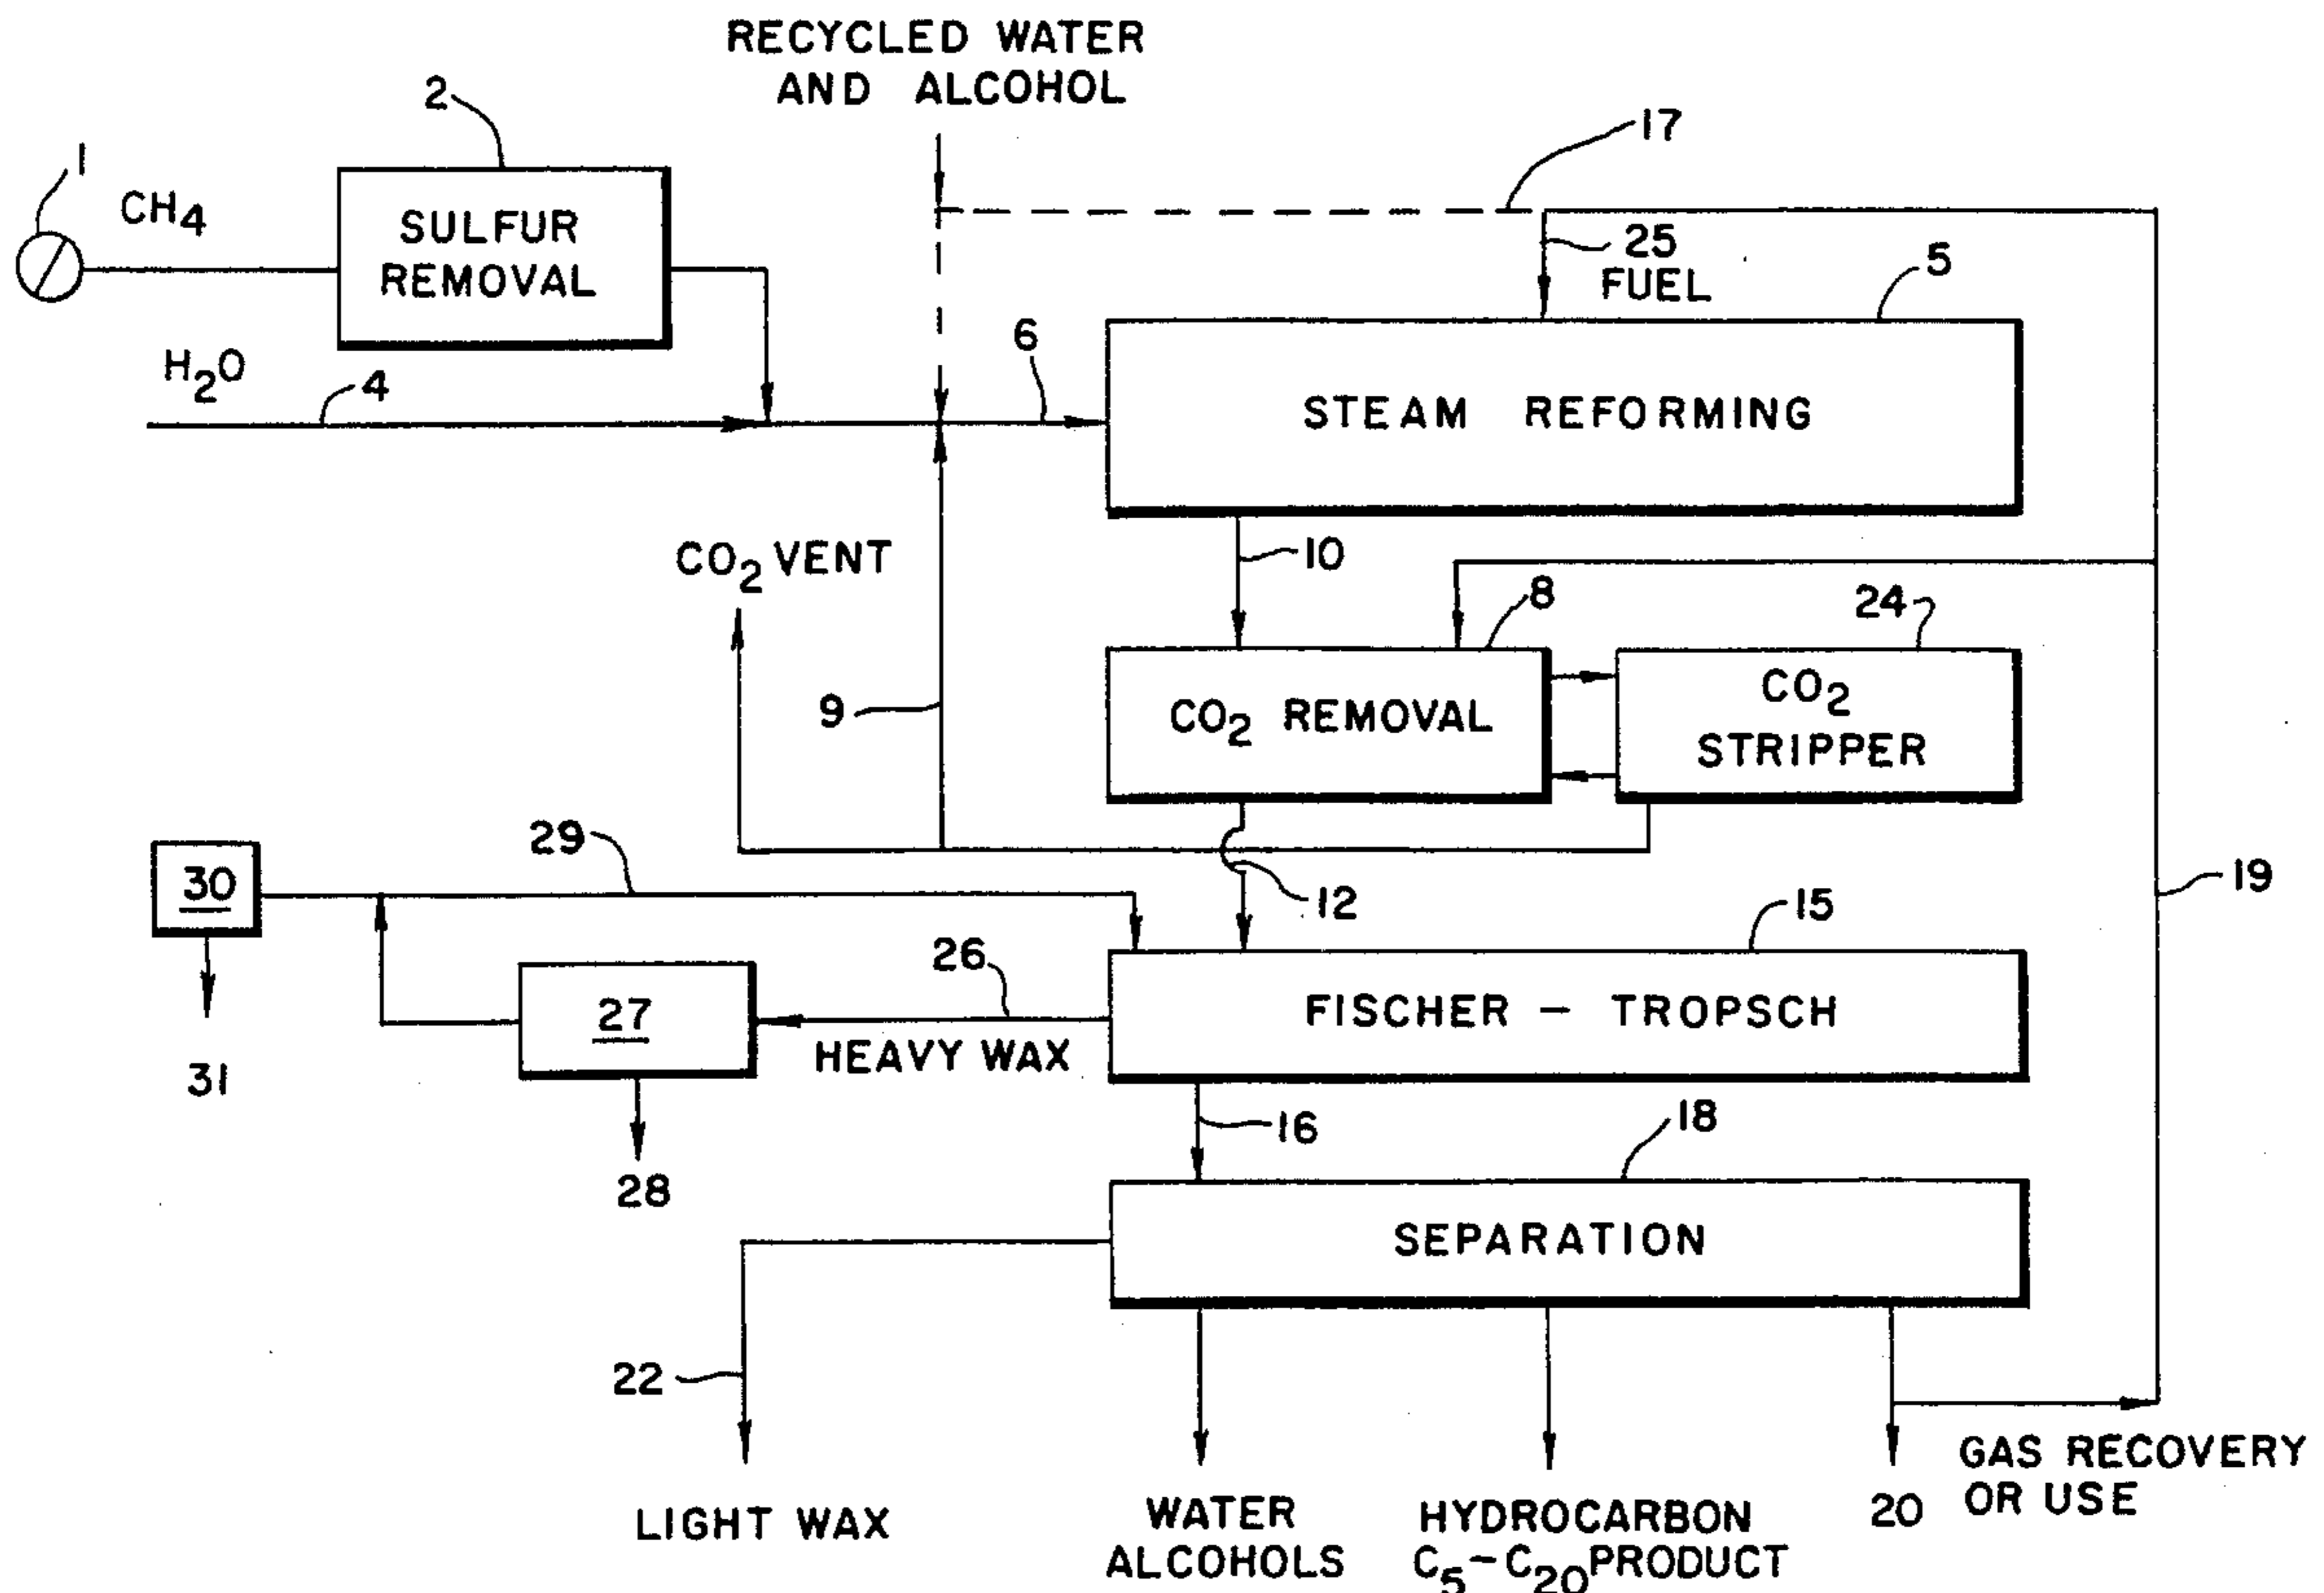 RECYCLED WATER
AND ALCOHOL
2
17
1
CH4
SULFUR
REMOVAL
25
FUEL
5
H2O
4
6
STEAM REFORMING
CO2 VENT
10
8
24
9
CO2 REMOVAL
CO2
STRIPPER
29
30
12
19
15
26
27
FISCHER - TROPSCH
HEAVY WAX
31
16
18
28
SEPARATION
22
GAS RECOVERY
OR USE
20
LIGHT WAX
WATER
ALCOHOLS
HYDROCARBON
C5-C20 PRODUCT